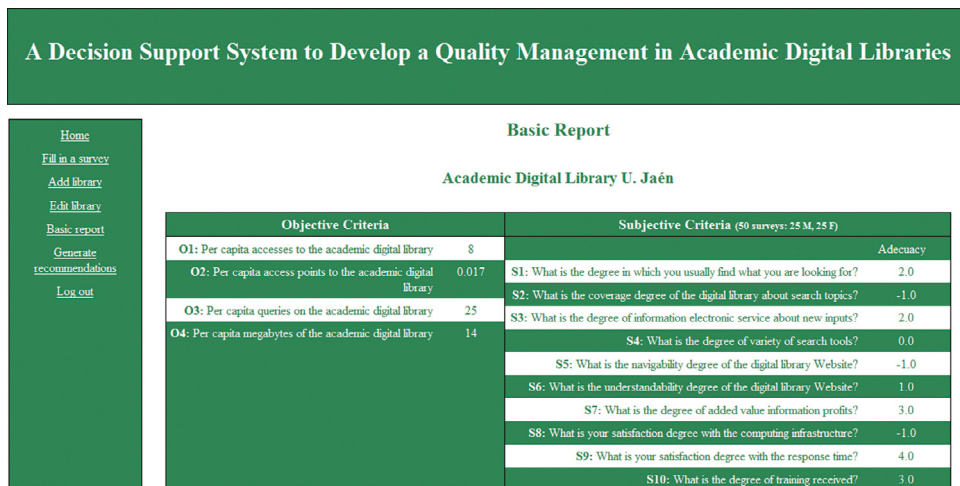 A Decision Support System to Develop a Quality Management in Academic Digital Libraries
Home
Fill in a survey
Add library
Edit library
Basic report
Generate
recommendations
Log out
Basic Report
Academic Digital Library U. Jaén
Objective Criteria
O1: Per capita accesses to the academic digital library 8
O2: Per capita access points to the academic digital 0.017
library
O3: Per capita queries on the academic digital library 25
O4: Per capita megabytes of the academic digital library 14
Subjective Criteria (50 surveys: 25 M, 25 F)
Adecuacy
S1: What is the degree in which you usually find what you are looking for? 2.0
S2: What is the coverage degree of the digital library about search topics? -1.0
S3: What is the degree of information electronic service about new inputs? 2.0
S4: What is the degree of variety of search tools? 0.0
S5: What is the navigability degree of the digital library Website? -1.0
S6: What is the understandability degree of the digital library Website? 1.0
S7: What is the degree of added value information profits? 3.0
S8: What is your satisfaction degree with the computing infrastructure? -1.0
S9: What is your satisfaction degree with the response time? 4.0
S10: What is the degree of training received? 3.0